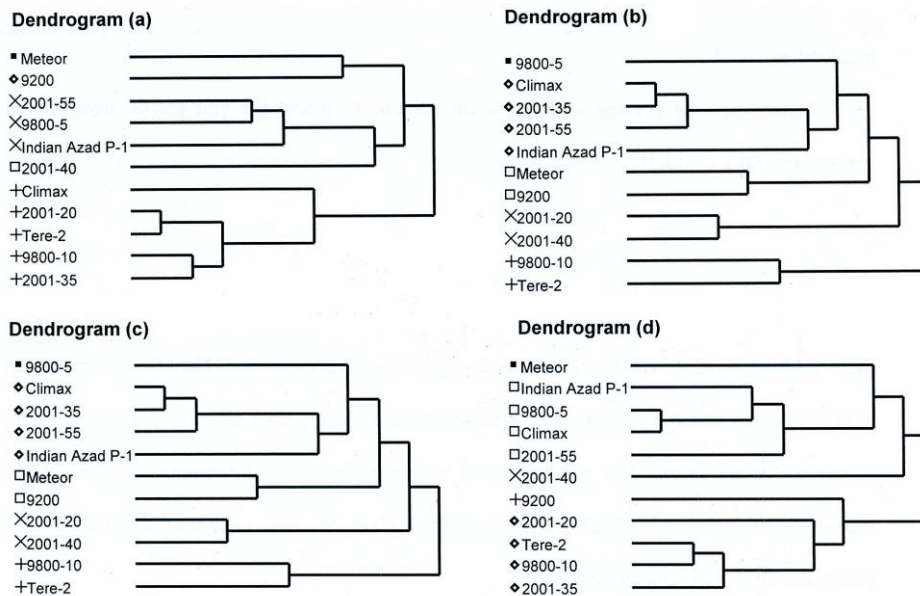 Dendrogram (a)
Meteor
9200
2001-55
9800-5
Indian Azad P-1
2001-40
Climax
2001-20
Tere-2
9800-10
2001-35
Dendrogram (b)
9800-5
Climax
2001-35
2001-55
Indian Azad P-1
Meteor
9200
2001-20
2001-40
9800-10
Tere-2
Dendrogram (c)
9800-5
Climax
2001-35
2001-55
Indian Azad P-1
Meteor
9200
2001-20
2001-40
9800-10
Tere-2
Dendrogram (d)
Meteor
Indian Azad P-1
9800-5
Climax
2001-55
2001-40
9200
2001-20
Tere-2
9800-10
2001-35